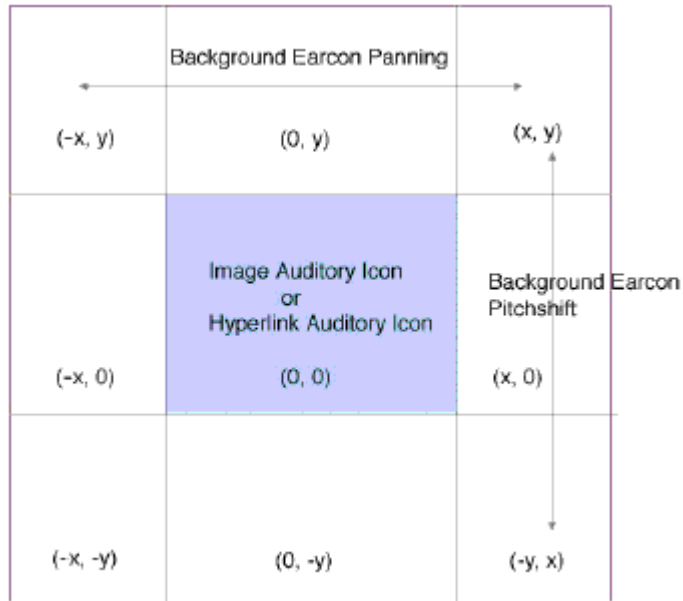 Background Earcon Panning
(-x, y)
(0, y)
(x, y)
Image Auditory Icon
or
Hyperlink Auditory Icon
Background Earcon
Pitchshift
(-x, 0)
(0, 0)
(x, 0)
(-x, -y)
(0, -y)
(-y, x)